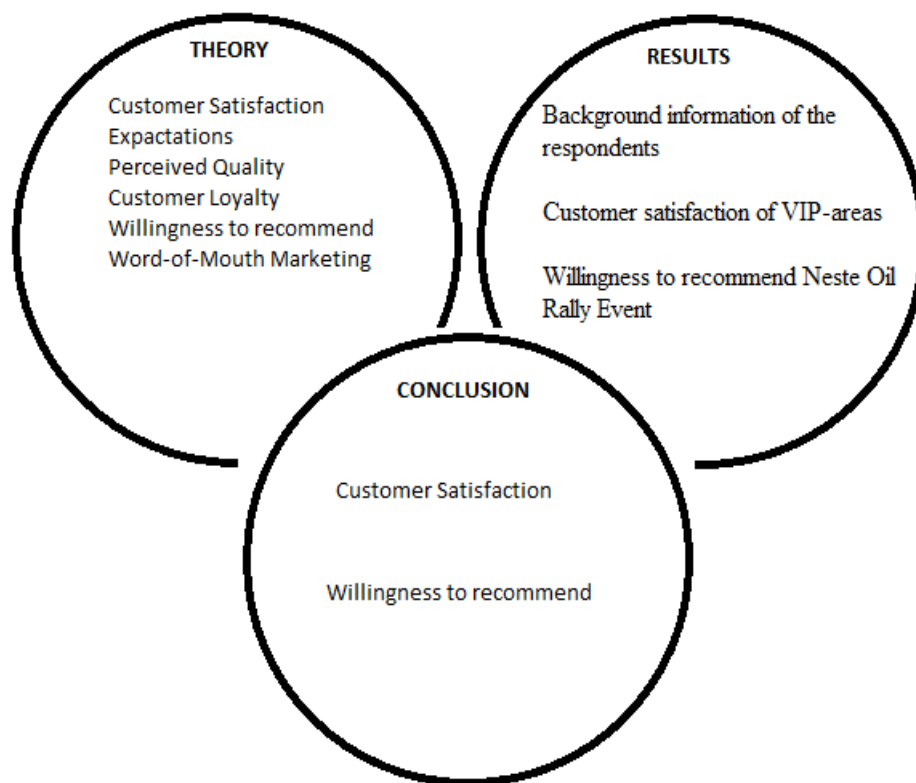 THEORY
Customer Satisfaction
Expactations
Perceived Quality
Customer Loyalty
Willingness to recommend
Word-of-Mouth Marketing
RESULTS
Background information of the
respondents
Customer satisfaction of VIP-areas
Willingness to recommend Neste Oil
Rally Event
CONCLUSION
Customer Satisfaction
Willingness to recommend